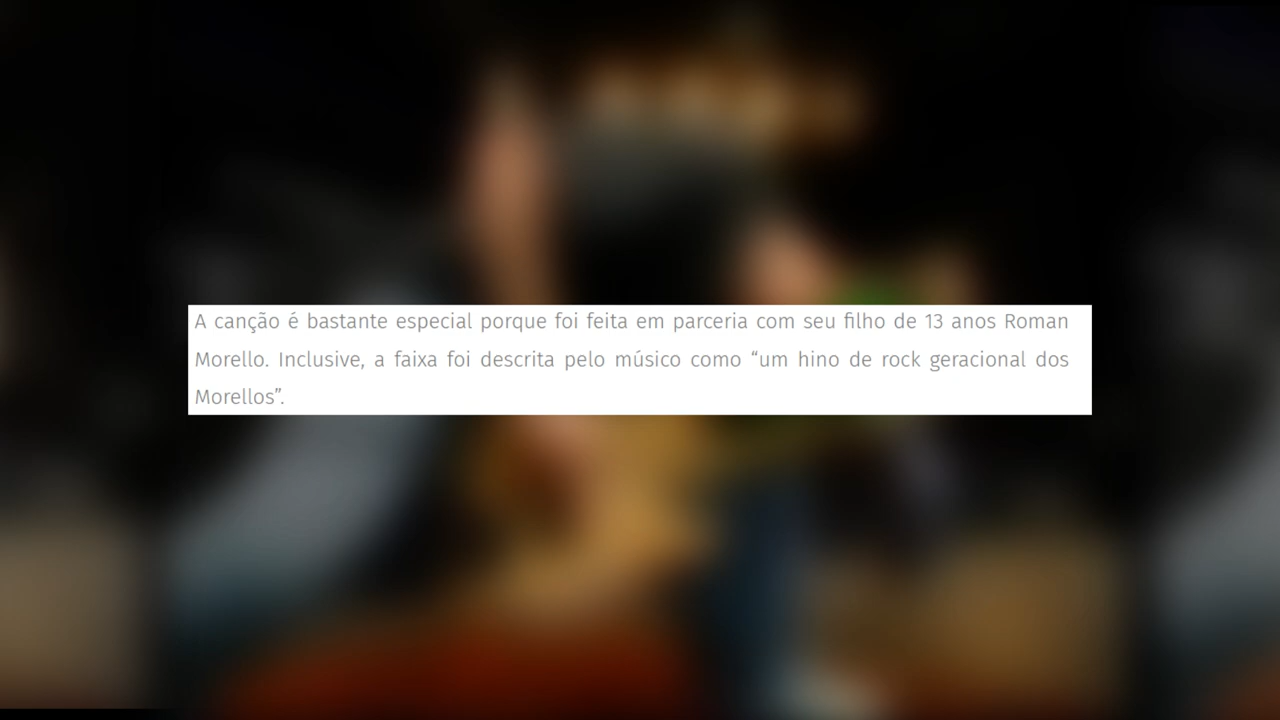 A canção é bastante especial porque foi feita em parceria com seu filho de 13 anos Roman
Morello. Inclusive, a faixa foi descrita pelo músico como “um hino de rock geracional dos
Morellos”.